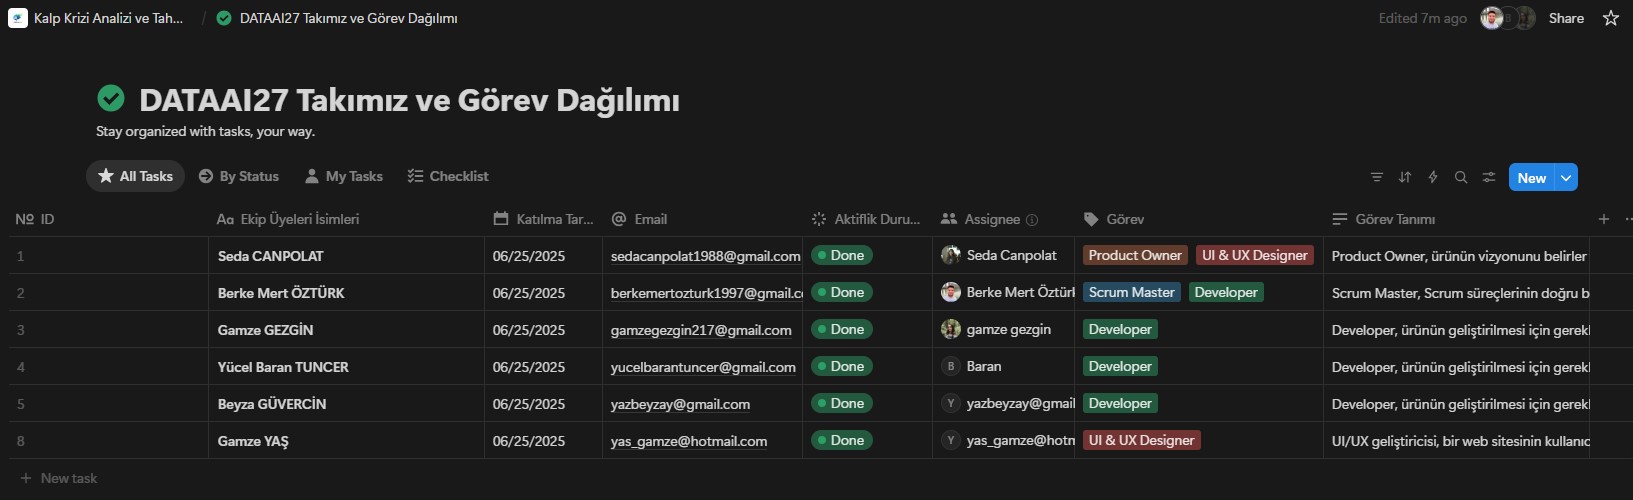 Kalp Krizi Analizi ve Tah... / DATAAI27 Takımız ve Görev Dağılımı Edited 7m ago B Share
DATAAI27 Takımız ve Görev Dağılımı
Stay organized with tasks, your way.
All Tasks By Status My Tasks Checklist New
№ ID Aa Ekip Üyeleri İsimleri Katılma Tar... @ Email Aktiflik Duru... Assignee Görev Görev Tanımı + ...
1 Seda CANPOLAT 06/25/2025 sedacanpolat1988@gmail.com Done Seda Canpolat Product Owner UI & UX Designer Product Owner, ürünün vizyonunu belirler
2 Berke Mert ÖZTÜRK 06/25/2025 berkemertozturk1997@gmail.c Done Berke Mert Öztürk Scrum Master Developer Scrum Master, Scrum süreçlerinin doğru b
3 Gamze GEZGİN 06/25/2025 gamzegezgin217@gmail.com Done gamze gezgin Developer Developer, ürünün geliştirilmesi için gerekl
4 Yücel Baran TUNCER 06/25/2025 yucelbarantuncer@gmail.com Done B Baran Developer Developer, ürünün geliştirilmesi için gerekl
5 Beyza GÜVERCİN 06/25/2025 yazbeyzay@gmail.com Done Y yazbeyzay@gmail Developer Developer, ürünün geliştirilmesi için gerekl
8 Gamze YAŞ 06/25/2025 yas_gamze@hotmail.com Done Y yas_gamze@hotm UI & UX Designer UI/UX geliştiricisi, bir web sitesinin kullanıc
+ New task